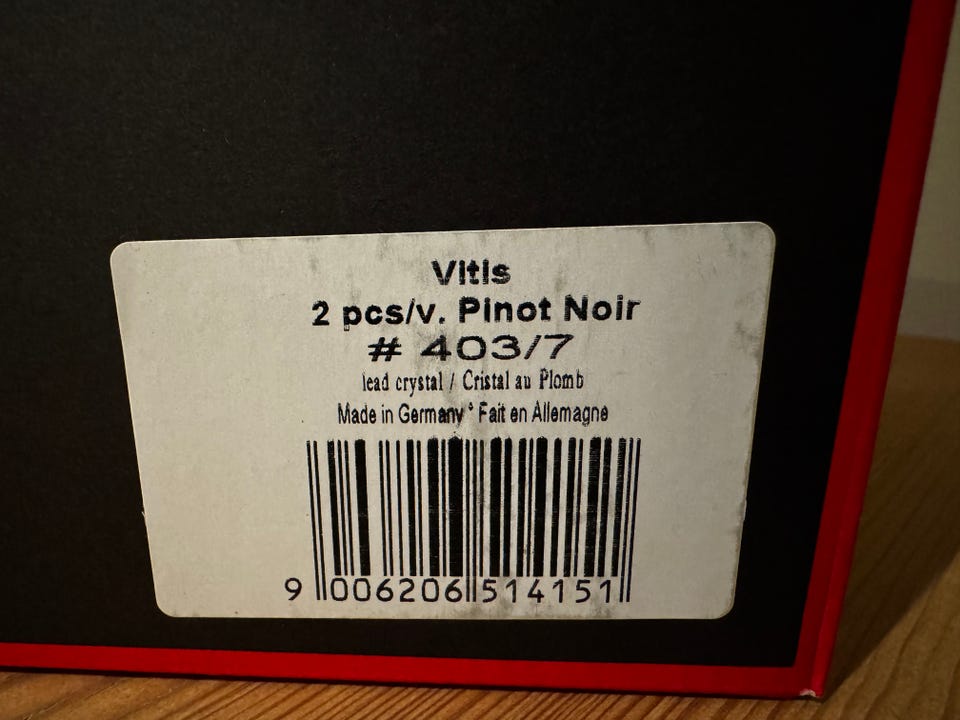 Vitis
2 pcs/v. Pinot Noir
# 403/7
lead crystal / Cristal au Plomb
Made in Germany * Fait en Allemagne
9 006206 514151